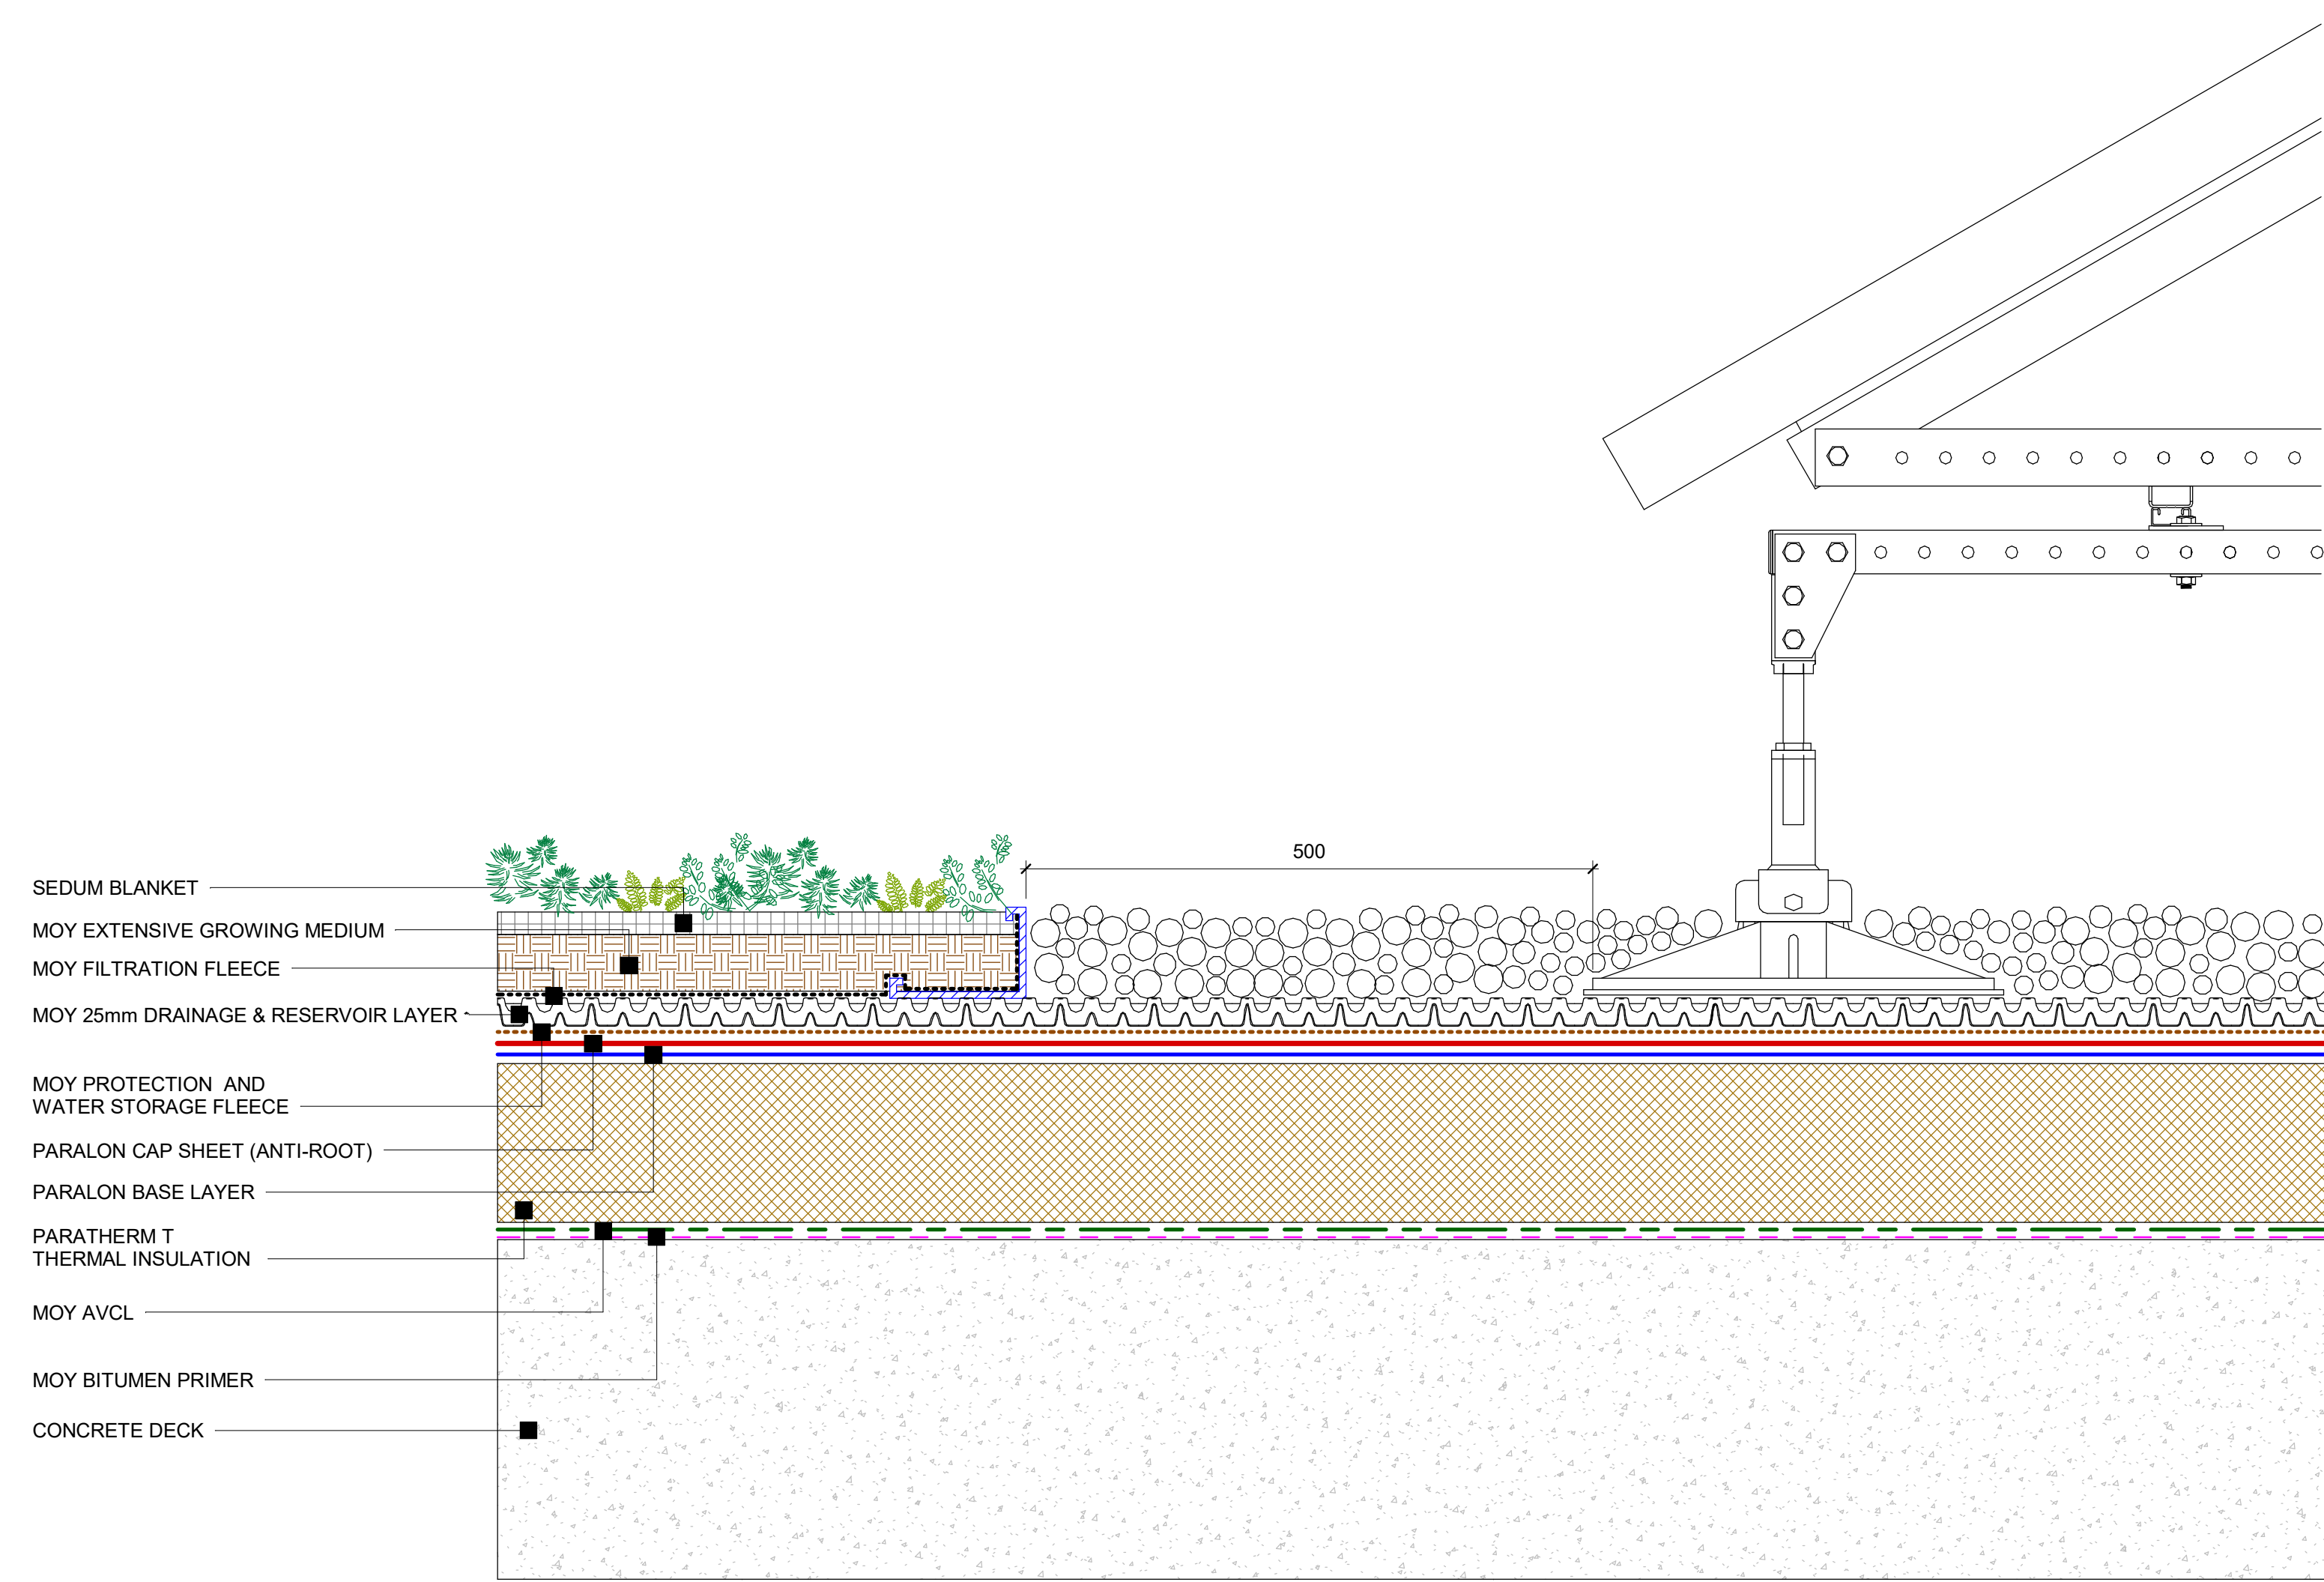 500
SEDUM BLANKET
MOY EXTENSIVE GROWING MEDIUM
MOY FILTRATION FLEECE
MOY 25mm DRAINAGE & RESERVOIR LAYER
MOY PROTECTION AND
WATER STORAGE FLEECE
PARALON CAP SHEET (ANTI-ROOT)
PARALON BASE LAYER
PARATHERM T
THERMAL INSULATION
MOY AVCL
MOY BITUMEN PRIMER
CONCRETE DECK